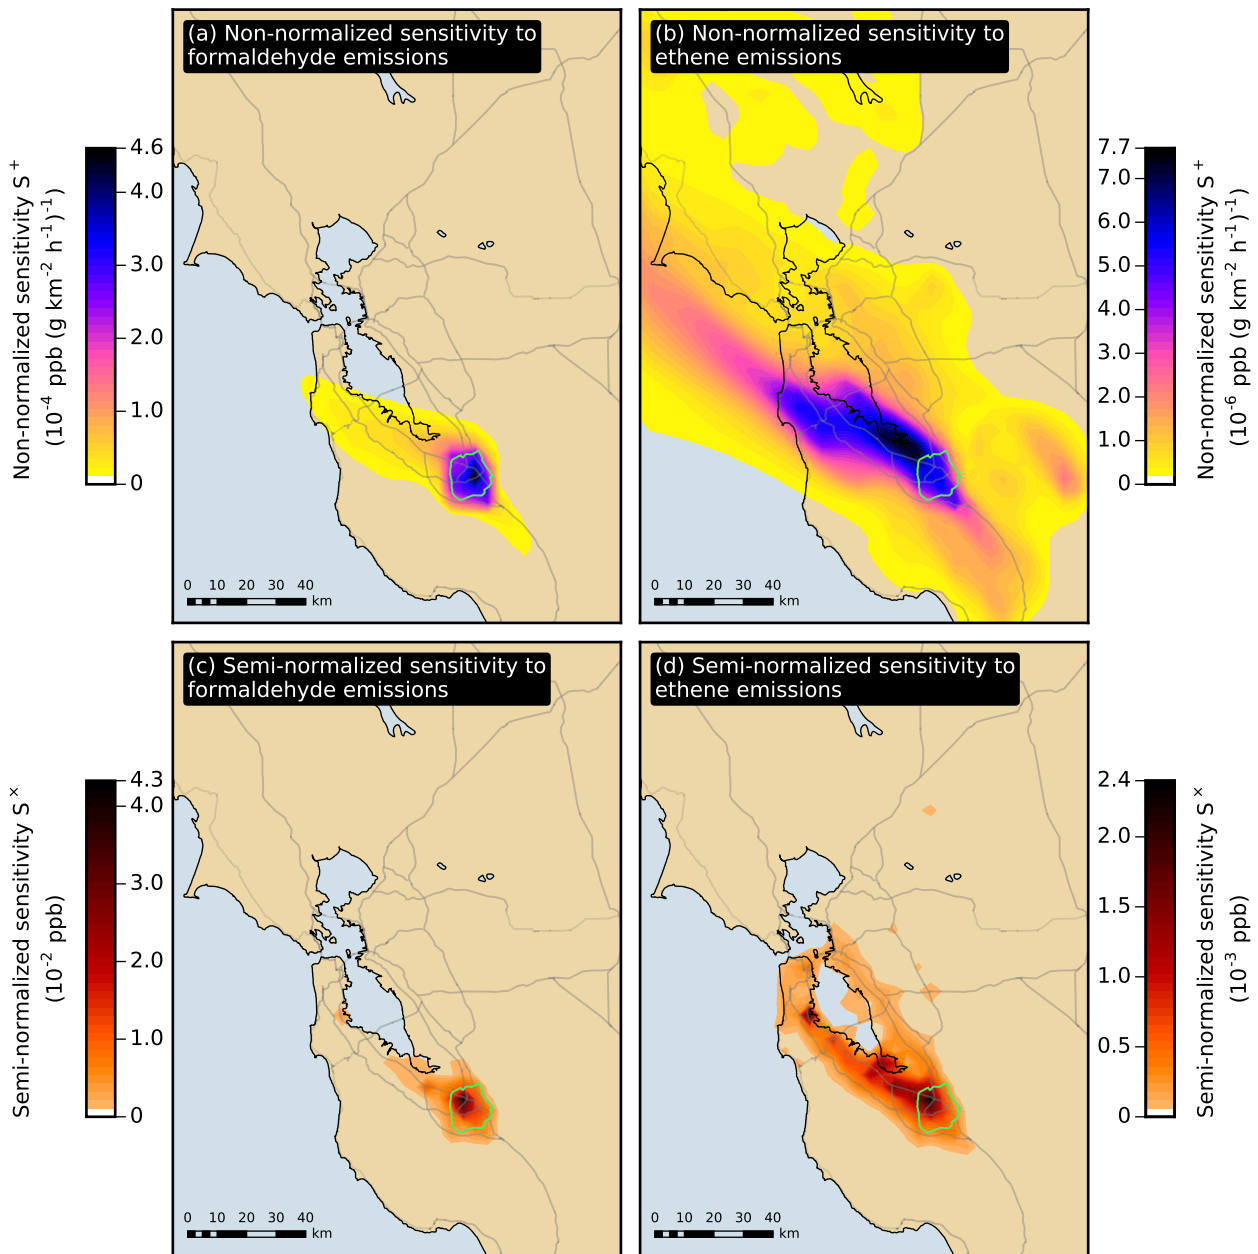 (a) Non-normalized sensitivity to
formaldehyde emissions
(b) Non-normalized sensitivity to
ethene emissions
Non-normalized sensitivity S⁺
(10⁻⁴ ppb (g km⁻² h⁻¹)⁻¹)
4.6
4.0
3.0
2.0
1.0
0
0 10 20 30 40
km
0 10 20 30 40
km
7.7
7.0
6.0
5.0
4.0
3.0
2.0
1.0
0
Non-normalized sensitivity S⁺
(10⁻⁶ ppb (g km⁻² h⁻¹)⁻¹)
(c) Semi-normalized sensitivity to
formaldehyde emissions
(d) Semi-normalized sensitivity to
ethene emissions
Semi-normalized sensitivity Sˣ
(10⁻² ppb)
4.3
4.0
3.0
2.0
1.0
0
0 10 20 30 40
km
0 10 20 30 40
km
2.4
2.0
1.5
1.0
0.5
0
Semi-normalized sensitivity Sˣ
(10⁻³ ppb)